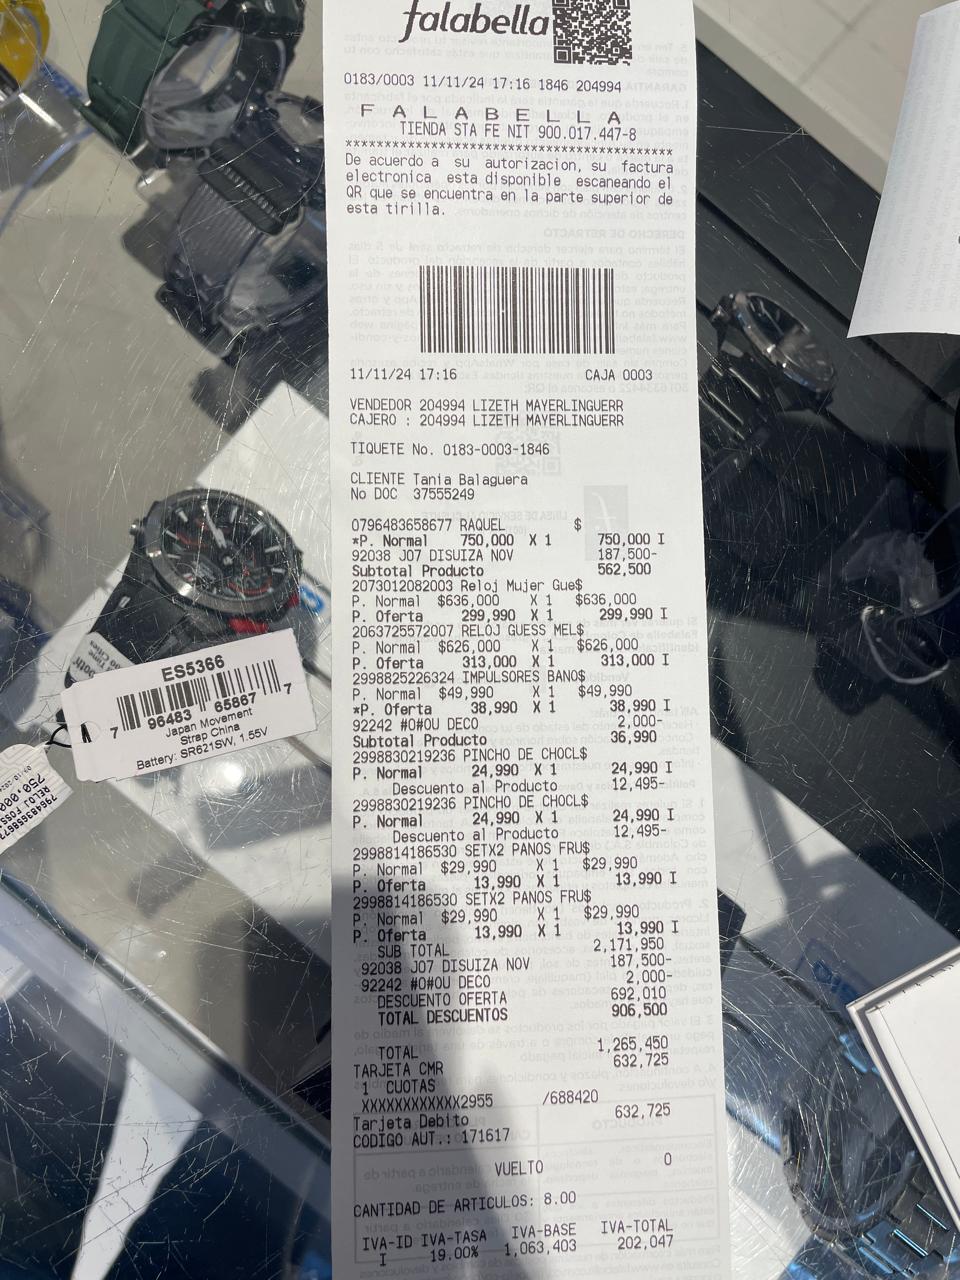 falabella
0183/0003 11/11/24 17:16 1846 204994
F A L A B E L L A
TIENDA STA FE NIT 900.017.447-8
******************************************
De acuerdo a su autorizacion, su factura
electronica esta disponible escaneando el
QR que se encuentra en la parte superior de
esta tirilla.
11/11/24 17:16 CAJA 0003
VENDEDOR 204994 LIZETH MAYERLINGUERR
CAJERO : 204994 LIZETH MAYERLINGUERR
TIQUETE No. 0183-0003-1846
CLIENTE Tania Balaguera
No DOC 37555249
0796483658677 RAQUEL $
*P. Normal 750,000 X 1 750,000 I
92038 J07 DISUIZA NOV 187,500-
Subtotal Producto 562,500
2073012082003 Reloj Mujer Gue$
P. Normal $636,000 X 1 $636,000
P. Oferta 299,990 X 1 299,990 I
2063725572007 RELOJ GUESS MEL$
P. Normal $626,000 X 1 $626,000
P. Oferta 313,000 X 1 313,000 I
2998825226324 IMPULSORES BANO$
P. Normal $49,990 X 1 $49,990
*P. Oferta 38,990 X 1 38,990 I
92242 #O#OU DECO 2,000-
Subtotal Producto 36,990
2998830219236 PINCHO DE CHOCL$
P. Normal 24,990 X 1 24,990 I
Descuento al Producto 12,495-
2998830219236 PINCHO DE CHOCL$
P. Normal 24,990 X 1 24,990 I
Descuento al Producto 12,495-
2998814186530 SETX2 PANOS FRU$
P. Normal $29,990 X 1 $29,990
P. Oferta 13,990 X 1 13,990 I
2998814186530 SETX2 PANOS FRU$
P. Normal $29,990 X 1 $29,990
P. Oferta 13,990 X 1 13,990 I
SUB TOTAL 2,171,950
92038 J07 DISUIZA NOV 187,500-
92242 #O#OU DECO 2,000-
DESCUENTO OFERTA 692,010
TOTAL DESCUENTOS 906,500
TOTAL 1,265,450
TARJETA CMR 632,725
1 CUOTAS
XXXXXXXXXXXX2955 /688420
Tarjeta Debito 632,725
CODIGO AUT.: 171617
VUELTO 0
CANTIDAD DE ARTICULOS: 8.00
IVA-ID IVA-TASA IVA-BASE IVA-TOTAL
I 19.00% 1,063,403 202,047
ES5366
7 96483 65867 7
Japan Movement
Strap China
Battery: SR621SW, 1.55V